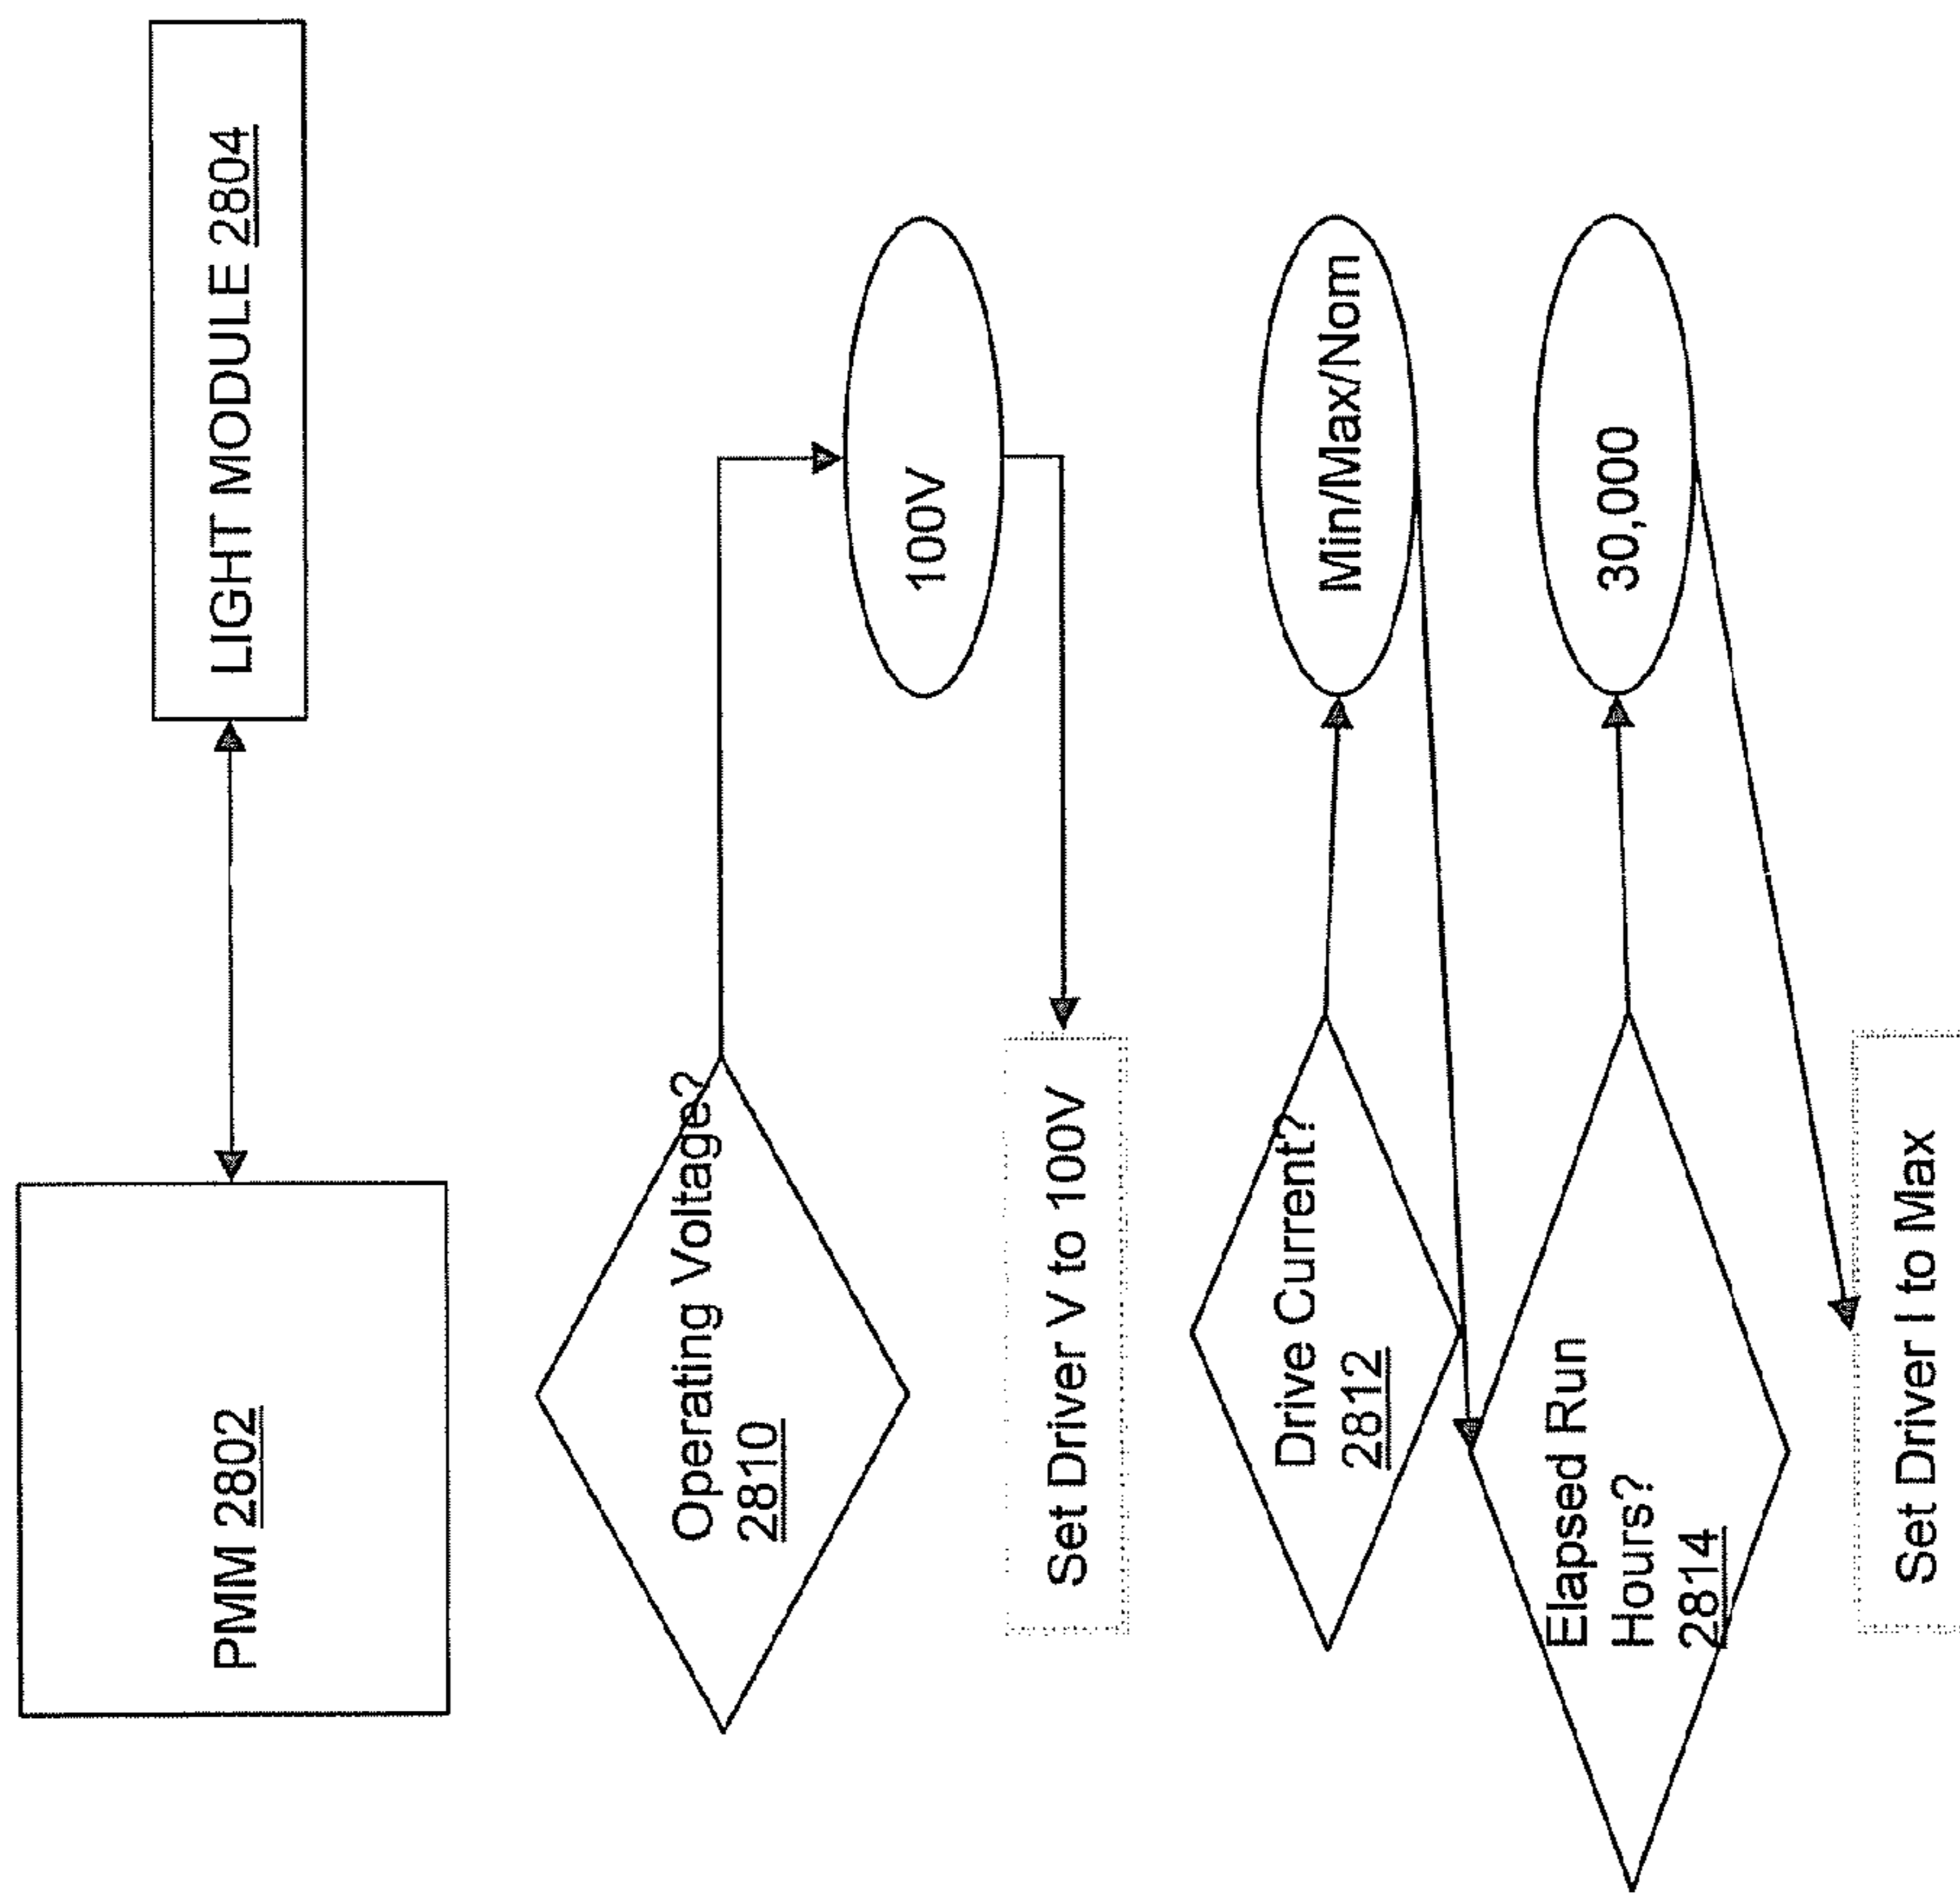 PMM 2802
LIGHT MODULE 2804
Operating Voltage?
2810
100V
Set Driver V to 100V
Drive Current?
2812
Min/Max/Nom
Elapsed Run
Hours?
2814
30,000
Set Driver I to Max